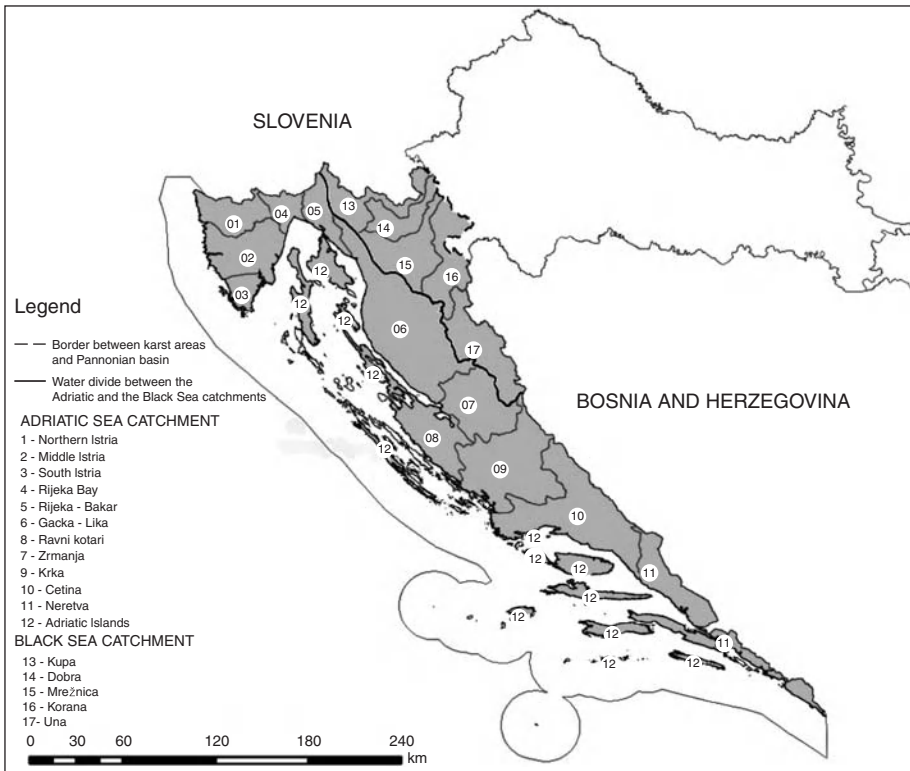 SLOVENIA
13
04
05
01
14
02
15
12
16
03
12
12
06
17
12
07
BOSNIA AND HERZEGOVINA
08
12
09
10
12
12
12
11
12
12
12
11
12
12
Legend
Border between karst areas
and Pannonian basin
Water divide between the
Adriatic and the Black Sea catchments
ADRIATIC SEA CATCHMENT
1 - Northern Istria
2 - Middle Istria
3 - South Istria
4 - Rijeka Bay
5 - Rijeka - Bakar
6 - Gacka - Lika
8 - Ravni kotari
7 - Zrmanja
9 - Krka
10 - Cetina
11 - Neretva
12 - Adriatic Islands
BLACK SEA CATCHMENT
13 - Kupa
14 - Dobra
15 - Mrežnica
16 - Korana
17- Una
0 30 60 120 180 240
km